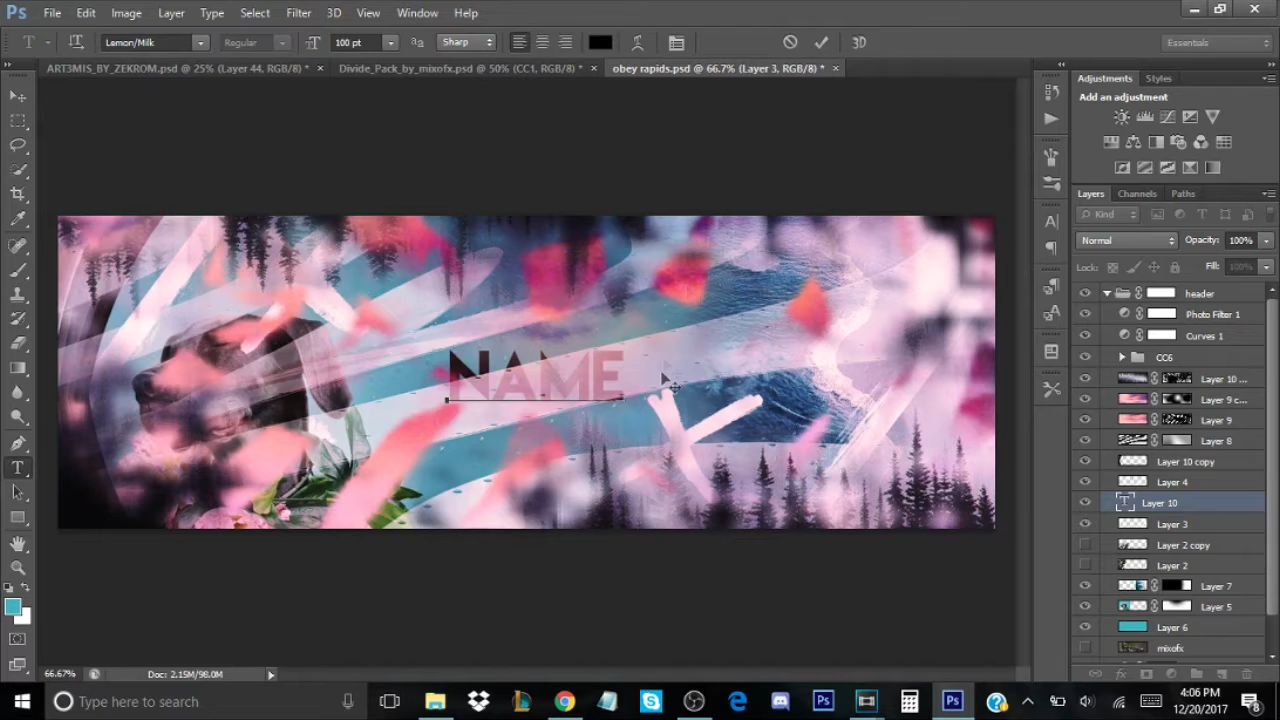 Ps File Edit Image Layer Type Select Filter 3D View Window Help
T Lemon/Milk Regular 100 pt Sharp 3D Essentials
ART3MIS_BY_ZEKROM.psd @ 25% (Layer 44, RGB/8) * × Divide_Pack_by_mixofx.psd @ 50% (CC1, RGB/8) * × obey rapids.psd @ 66.7% (Layer 3, RGB/8) * ×
Adjustments Styles
Add an adjustment
Layers Channels Paths
Kind
Normal Opacity: 100%
Lock: Fill: 100%
header
Photo Filter 1
Curves 1
CC6
Layer 10 ...
Layer 9 c...
Layer 9
Layer 8
Layer 10 copy
Layer 4
Layer 10
Layer 3
Layer 2 copy
Layer 2
Layer 7
Layer 5
Layer 6
mixofx
NAME
66.67% Doc: 2.15M/98.0M
Type here to search
4:06 PM
12/20/2017
8